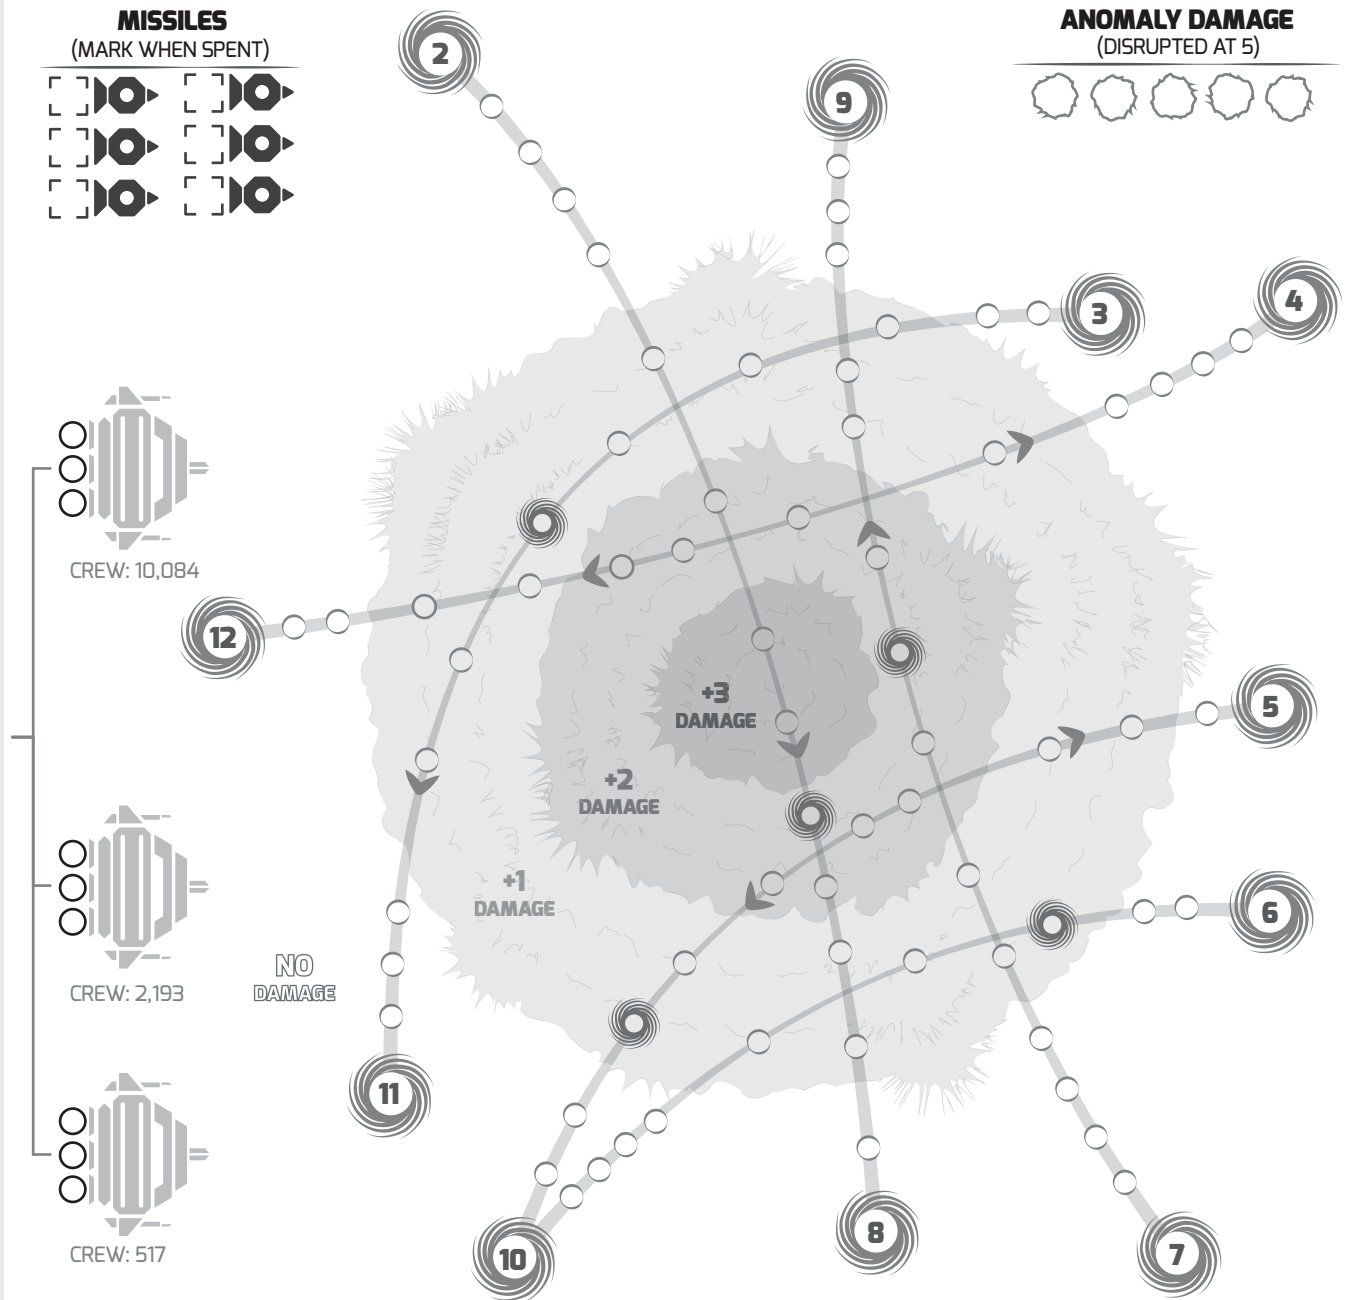 MISSILES
(MARK WHEN SPENT)
ANOMALY DAMAGE
(DISRUPTED AT 5)
2
9
3
4
CREW: 10,084
12
+3
DAMAGE
5
+2
DAMAGE
+1
DAMAGE
6
NO
DAMAGE
CREW: 2,193
11
8
7
10
CREW: 517